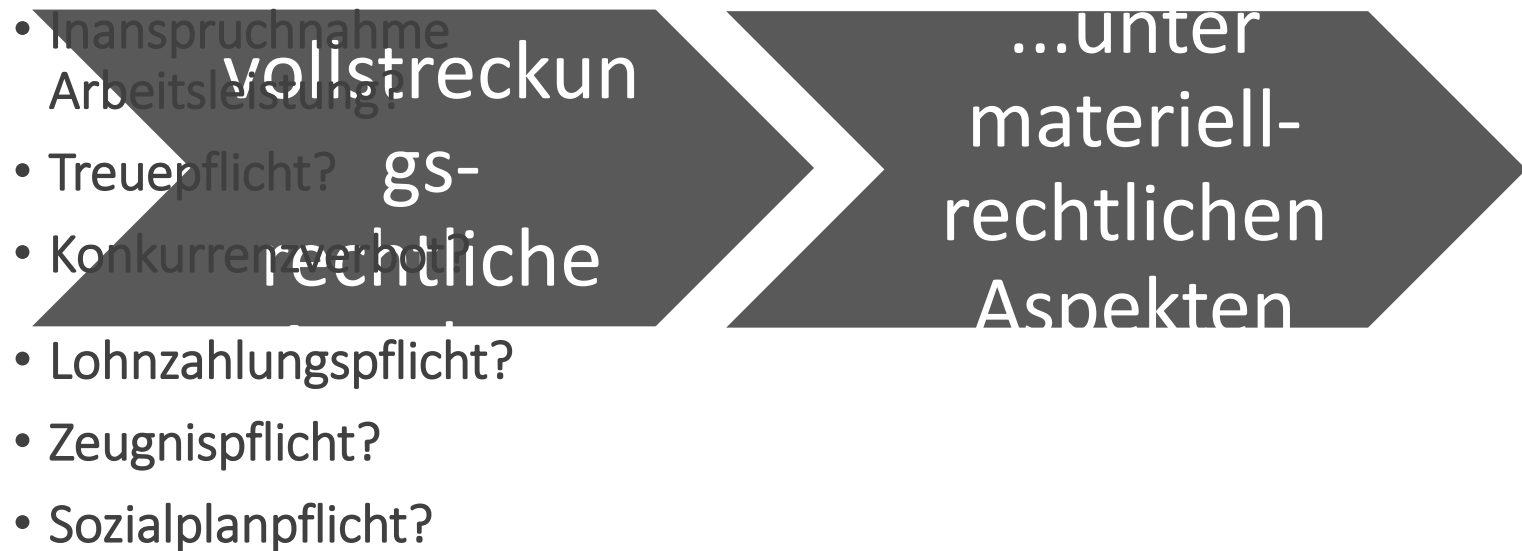 • Inanspruchnahme
Arbeitsleistung?
• Treuepflicht?
• Konkurrenzverbot?
• Lohnzahlungspflicht?
• Zeugnispflicht?
• Sozialplanpflicht?
vollstreckun
gs-
rechtliche
...unter
materiell-
rechtlichen
Aspekten